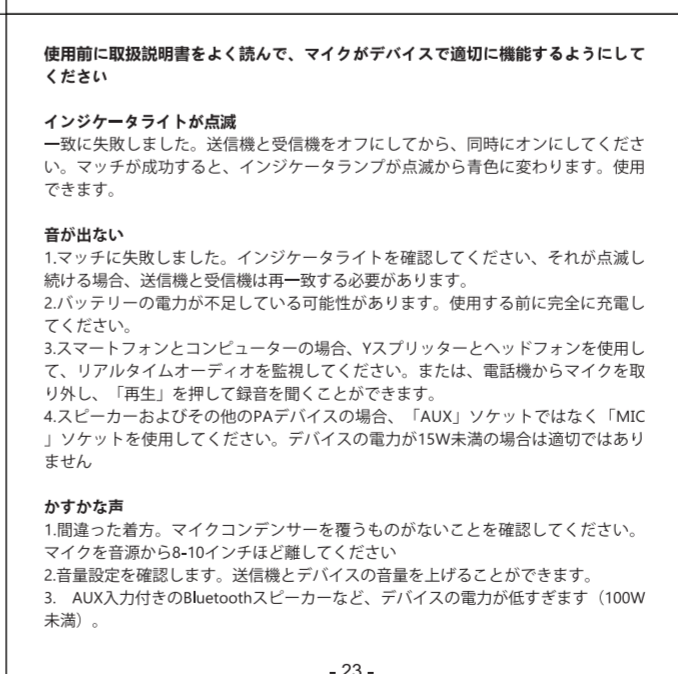 使用前に取扱説明書をよく読んで、マイクがデバイスで適切に機能するようにして
ください
インジケータライトが点滅
一致に失敗しました。送信機と受信機をオフにしてから、同時にオンにしてくださ
い。マッチが成功すると、インジケータランプが点滅から青色に変わります。使用
できます。
音が出ない
1.マッチに失敗しました。インジケータライトを確認してください、それが点滅し
続ける場合、送信機と受信機は再一致する必要があります。
2.バッテリーの電力が不足している可能性があります。使用する前に完全に充電し
てください。
3.スマートフォンとコンピューターの場合、Yスプリッターとヘッドフォンを使用し
て、リアルタイムオーディオを監視してください。または、電話機からマイクを取
り外し、「再生」を押して録音を聞くことができます。
4.スピーカーおよびその他のPAデバイスの場合、「AUX」ソケットではなく「MIC
」ソケットを使用してください。デバイスの電力が15W未満の場合は適切ではあり
ません
かすかな声
1.間違った着方。マイクコンデンサーを覆うものがないことを確認してください。
マイクを音源から8-10インチほど離してください
2.音量設定を確認します。送信機とデバイスの音量を上げることができます。
3. AUX入力付きのBluetoothスピーカーなど、デバイスの電力が低すぎます（100W
未満）。
- 23 -